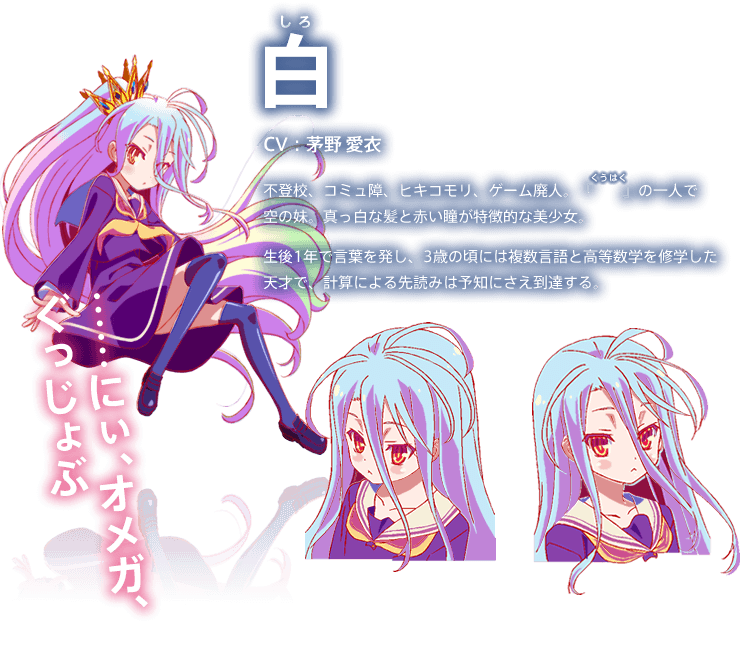 しろ
白
CV：茅野 愛衣
くうはく
不登校、コミュ障、ヒキコモリ、ゲーム廃人。「　　」の一人で
空の妹。真っ白な髪と赤い瞳が特徴的な美少女。
生後1年で言葉を発し、3歳の頃には複数言語と高等数学を修学した
天才で、計算による先読みは予知にさえ到達する。
……にぃ、オメガ、
ぐっじょぶ